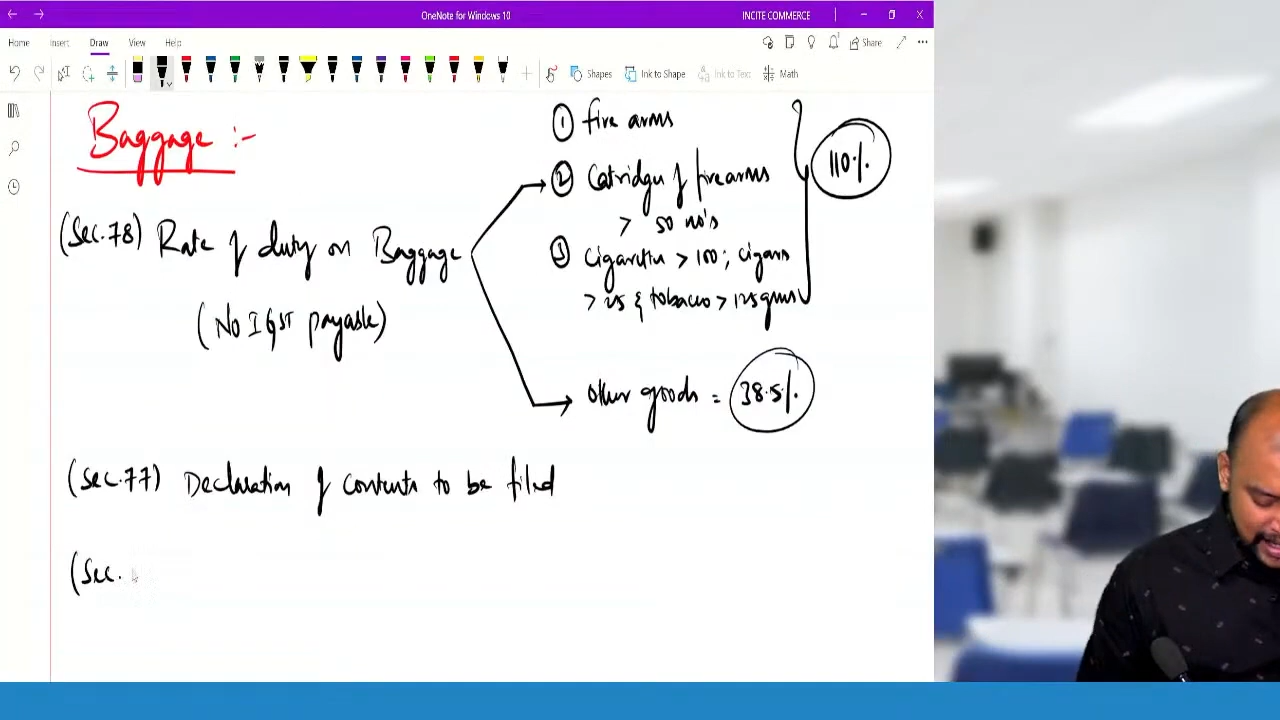 OneNote for Windows 10
INCITE COMMERCE
Home Insert Draw View Help
Share
Shapes
Ink to Shape
Ink to Text
Math
Baggage :-
(Sec.78) Rate of duty on Baggage
(No IGST payable)
① fire arms
② Catridges of firearms
> 50 no's
③ Cigarettes > 100; cigars
> 25 & tobacco > 125gms
110%
Other goods = 38.5%
(Sec.77) Declaration of contents to be filed
(Sec.